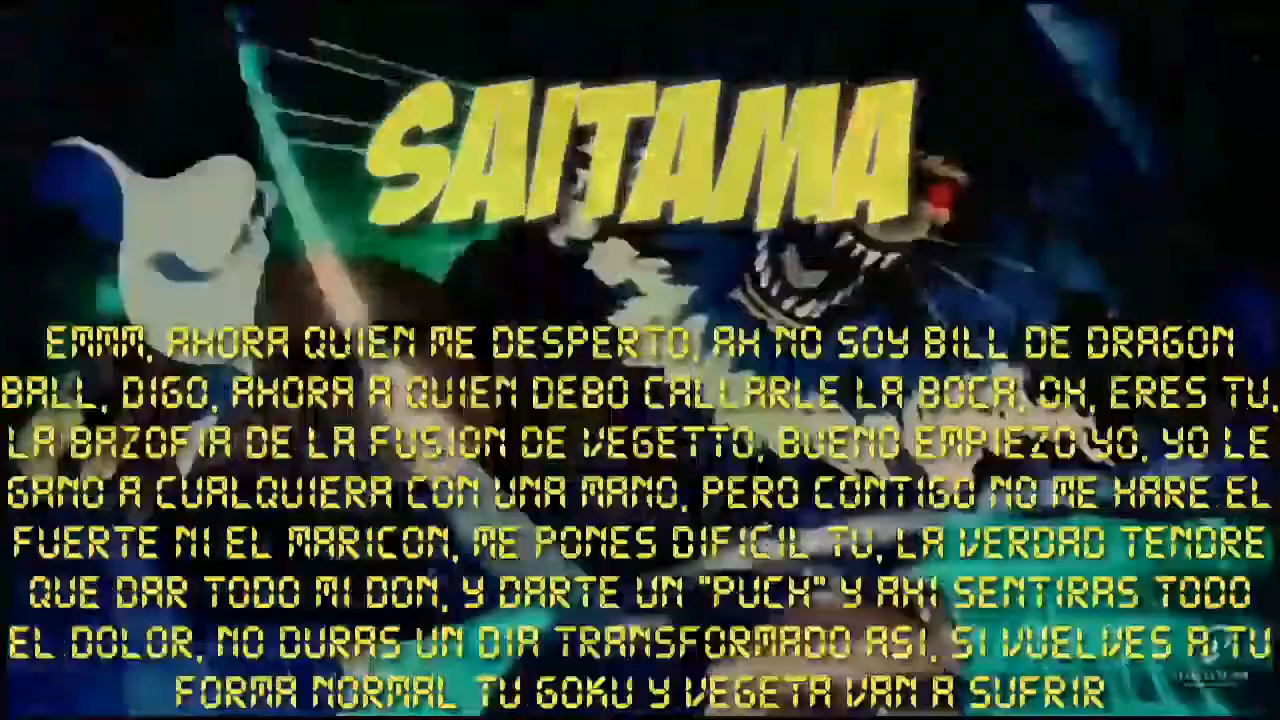 SAITAMA
EMMM, AHORA QUIEN ME DESPERTO, AH NO SOY BILL DE DRAGON
BALL, DIGO, AHORA A QUIEN DEBO CALLARLE LA BOCA, OH, ERES TU,
LA BAZOFIA DE LA FUSION DE VEGETTO, BUENO EMPIEZO YO, YO LE
GANO A CUALQUIERA CON UNA MANO, PERO CONTIGO NO ME HARE EL
FUERTE NI EL MARICON, ME PONES DIFICIL TU, LA VERDAD TENDRE
QUE DAR TODO MI DON, Y DARTE UN "PUCH" Y AHI SENTIRAS TODO
EL DOLOR, NO DURAS UN DIA TRANSFORMADO ASI, SI VUELVES A TU
FORMA NORMAL TU GOKU Y VEGETA VAN A SUFRIR